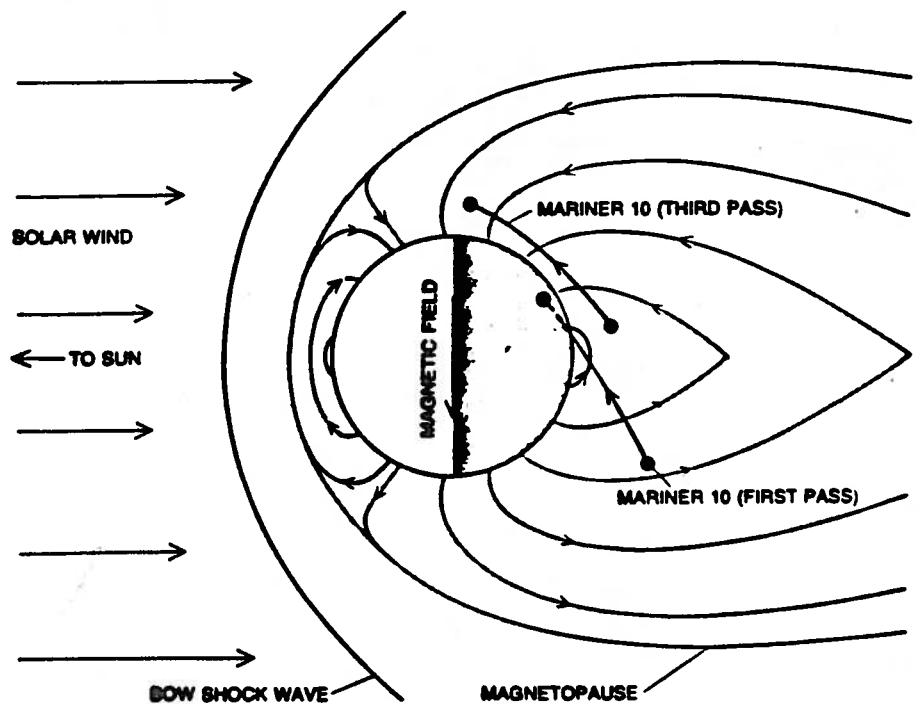 MARINER 10 (THIRD PASS)
SOLAR WIND
MAGNETIC FIELD
TO SUN
MARINER 10 (FIRST PASS)
BOW SHOCK WAVE
MAGNETOPAUSE